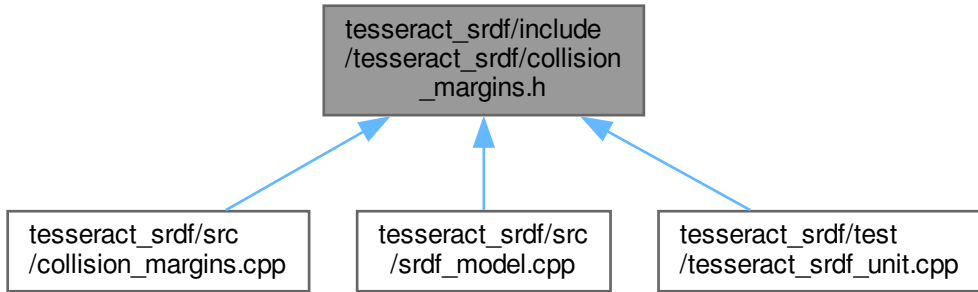 tesseract_srdf/include
/tesseract_srdf/collision
_margins.h
tesseract_srdf/src
/collision_margins.cpp
tesseract_srdf/src
/srdf_model.cpp
tesseract_srdf/test
/tesseract_srdf_unit.cpp